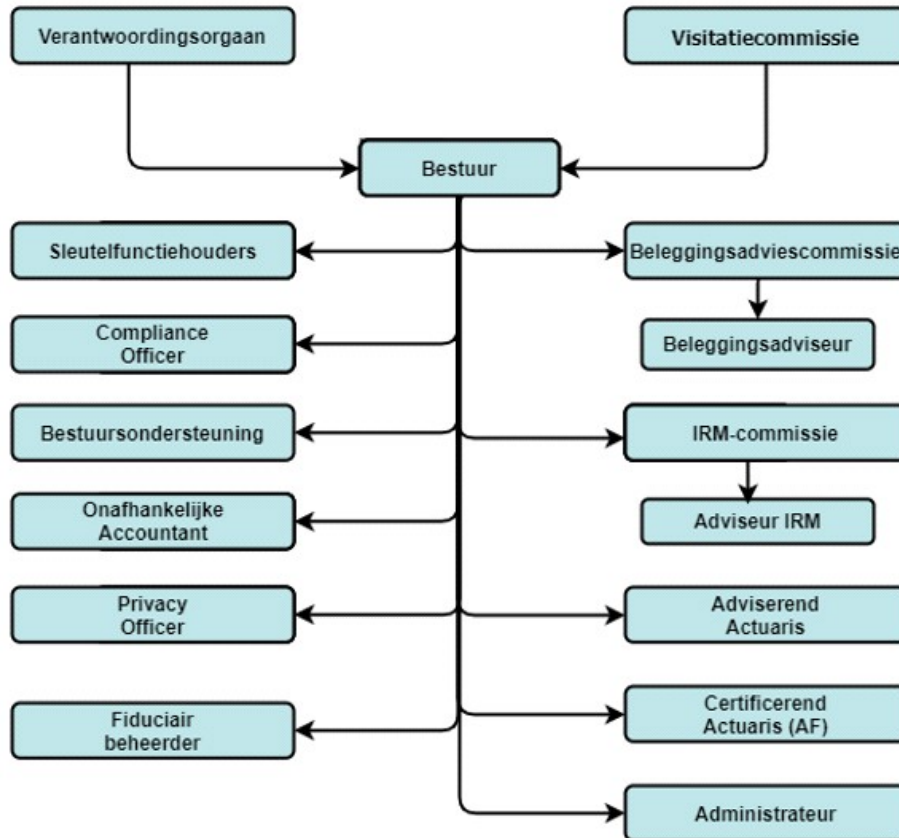 Verantwoordingsorgaan
Visitatiecommissie
Bestuur
Sleutelfunctiehouders
Beleggingsadviescommissie
Compliance
Officer
Beleggingsadviseur
Bestuursondersteuning
IRM-commissie
Onafhankelijke
Accountant
Adviseur IRM
Privacy
Officer
Adviserend
Actuaris
Fiduciair
beheerder
Certificerend
Actuaris (AF)
Administrateur